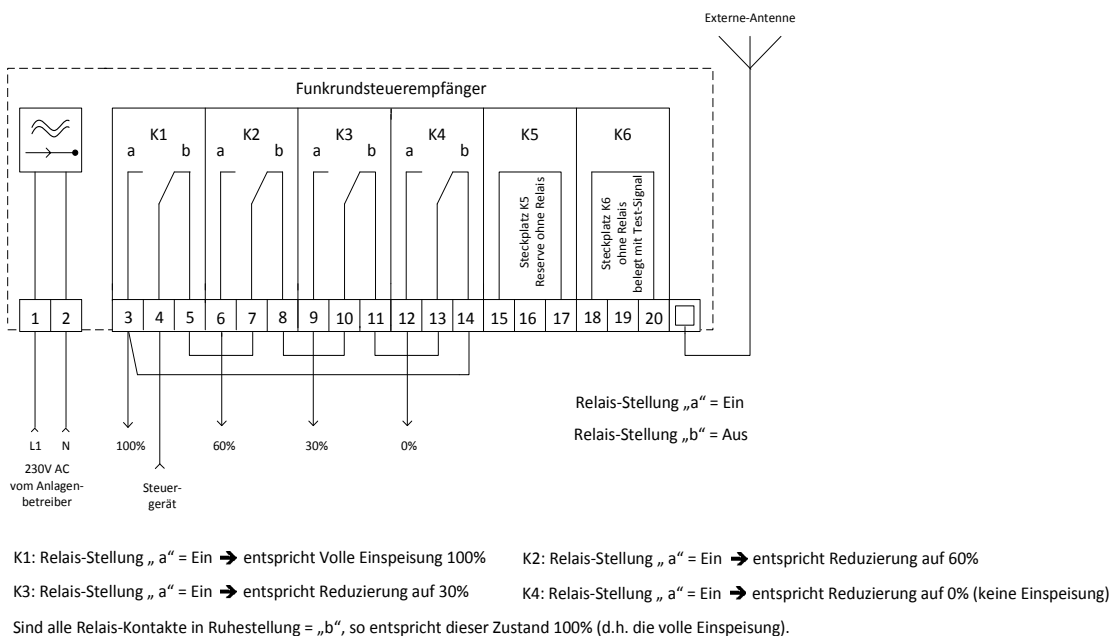 Externe-Antenne
Funkrundsteuerempfänger
K1 K2 K3 K4 K5 K6
a b a b a b a b
Steckplatz K5
Reserve ohne Relais
Steckplatz K6
ohne Relais
belegt mit Test-Signal
1 2 3 4 5 6 7 8 9 10 11 12 13 14 15 16 17 18 19 20
Relais-Stellung „a“ = Ein
Relais-Stellung „b“ = Aus
L1 N 100% 60% 30% 0%
230V AC
vom Anlagen-
betreiber
Steuer-
gerät
K1: Relais-Stellung „ a“ = Ein ➔ entspricht Volle Einspeisung 100%
K2: Relais-Stellung „ a“ = Ein ➔ entspricht Reduzierung auf 60%
K3: Relais-Stellung „ a“ = Ein ➔ entspricht Reduzierung auf 30%
K4: Relais-Stellung „ a“ = Ein ➔ entspricht Reduzierung auf 0% (keine Einspeisung)
Sind alle Relais-Kontakte in Ruhestellung = „b“, so entspricht dieser Zustand 100% (d.h. die volle Einspeisung).